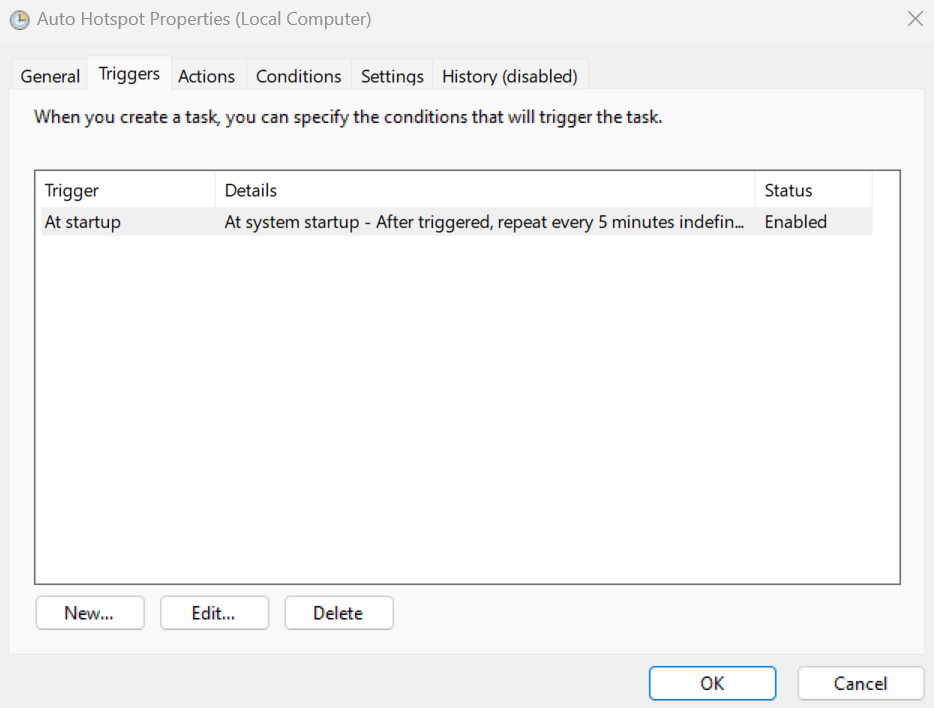 Auto Hotspot Properties (Local Computer)
General Triggers Actions Conditions Settings History (disabled)
When you create a task, you can specify the conditions that will trigger the task.
Trigger Details Status
At startup At system startup - After triggered, repeat every 5 minutes indefin... Enabled
New... Edit... Delete
OK Cancel